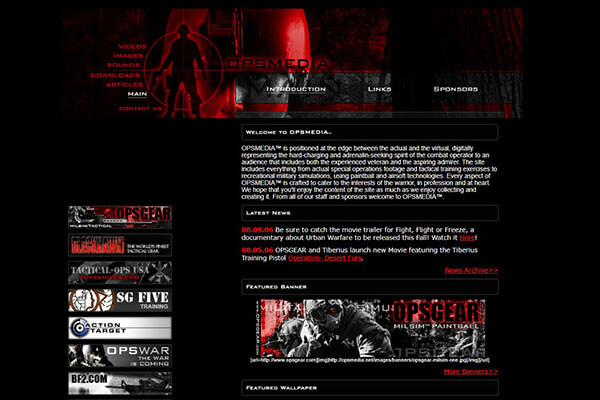 VIDEOS
IMAGES
SOUNDS
DOWNLOADS
ARTICLES
MAIN
CONTACT US
OPSMEDIA
Introduction
Links
Sponsors
Welcome to OPSMEDIA..
OPSMEDIA™ is positioned at the edge between the actual and the virtual, digitally
representing the hard-charging and adrenalin-seeking spirit of the combat operator to an
audience that includes both the experienced veteran and the aspiring admirer. The site
includes everything from actual special operations footage and tactical training exercises to
recreational military simulations, using paintball and airsoft technologies. Every aspect of
OPSMEDIA™ is crafted to cater to the interests of the warrior, in profession and at heart.
We hope that you'll enjoy the content of the site as much as we enjoy collecting and
creating it. From all of our staff and sponsors welcome to OPSMEDIA™.
Latest News
08.09.06 Be sure to catch the movie trailer for Fight, Flight or Freeze, a
documentary about Urban Warfare to be released this Fall! Watch it Here!
08.05.06 OPSGEAR and Tiberius launch new Movie featuring the Tiberius
Training Pistol Operation- Desert Fury.
News Archive>>
Featured Banner
OPSGEAR
MILSIM™ PAINTBALL
[url=http://www.opsgear.com][img]http://opsmedia.net/images/banners/opsgear-milsim-one.jpg[/img][/url]
More Banners>>
Featured Wallpaper
OPSGEAR
MILSIM/TACTICAL
THE WORLD'S FINEST
TACTICAL GEAR
TACTICAL-OPS USA
SG FIVE
TRAINING
ACTION
TARGET
OPSWAR
THE WAR
IS COMING
BF2.COM